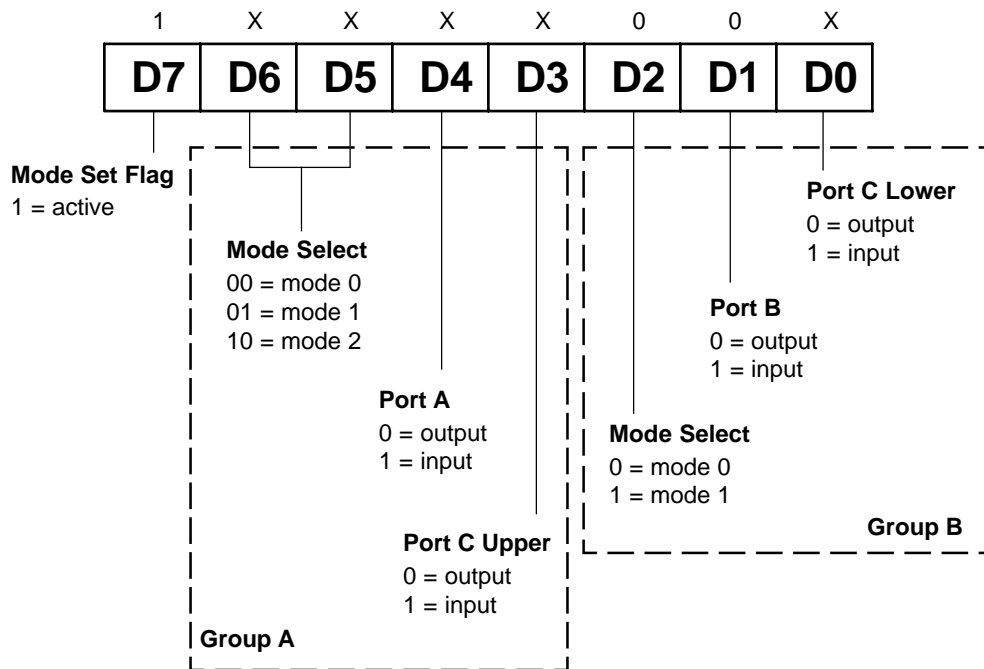 1 X X X X 0 0 X
D7 D6 D5 D4 D3 D2 D1 D0
Mode Set Flag
1 = active
Mode Select
00 = mode 0
01 = mode 1
10 = mode 2
Port A
0 = output
1 = input
Port C Upper
0 = output
1 = input
Group A
Port C Lower
0 = output
1 = input
Port B
0 = output
1 = input
Mode Select
0 = mode 0
1 = mode 1
Group B